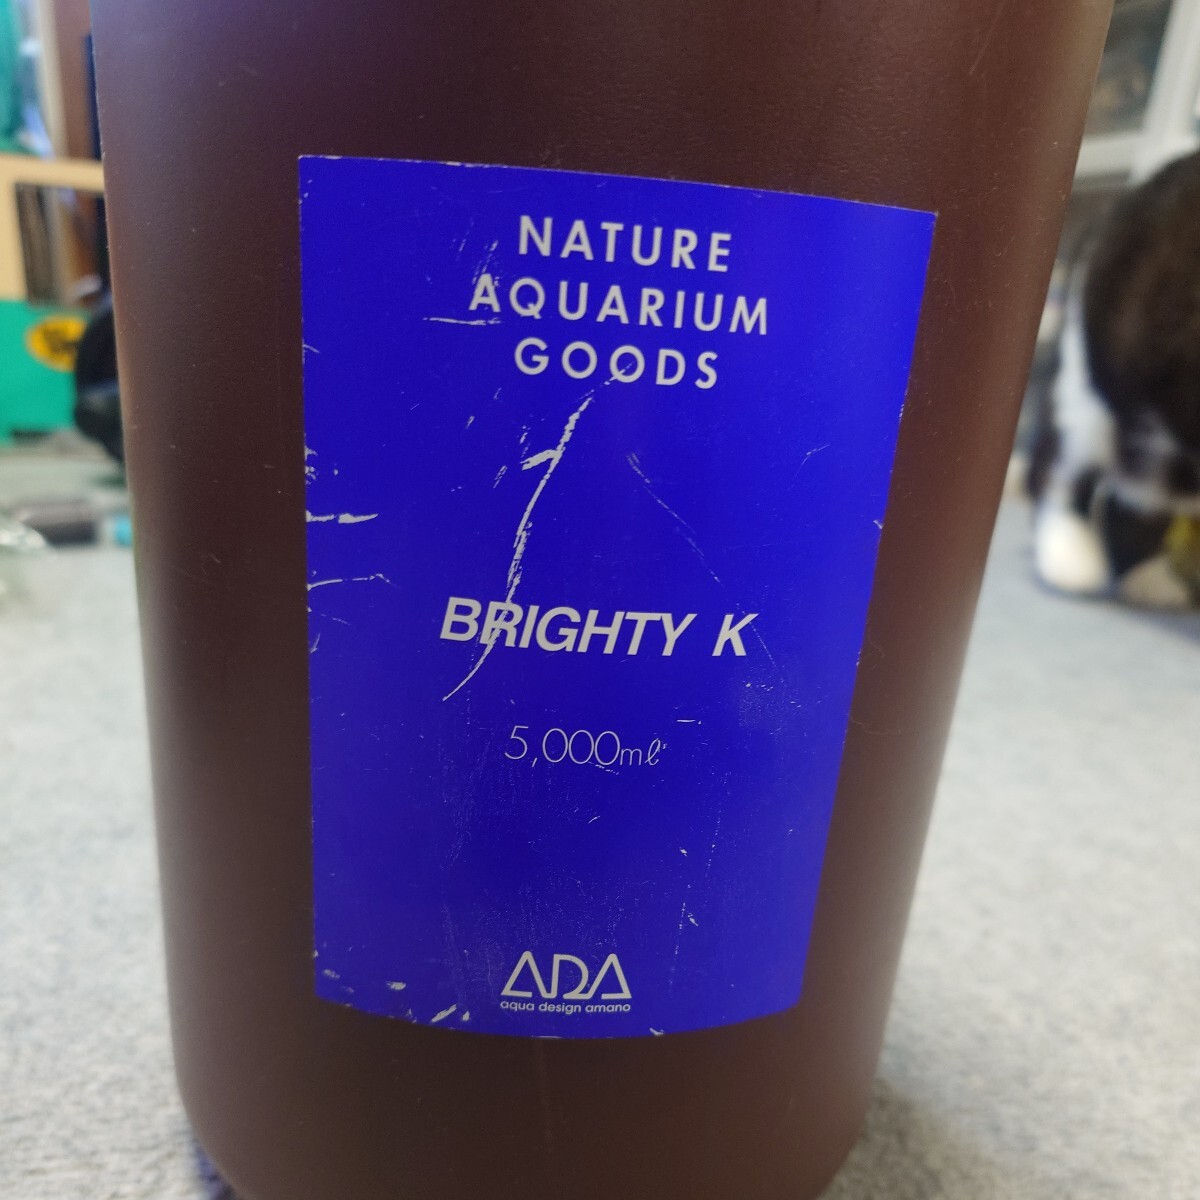 NATURE
AQUARIUM
GOODS
BRIGHTY K
5,000mℓ
ADA
aqua design amano